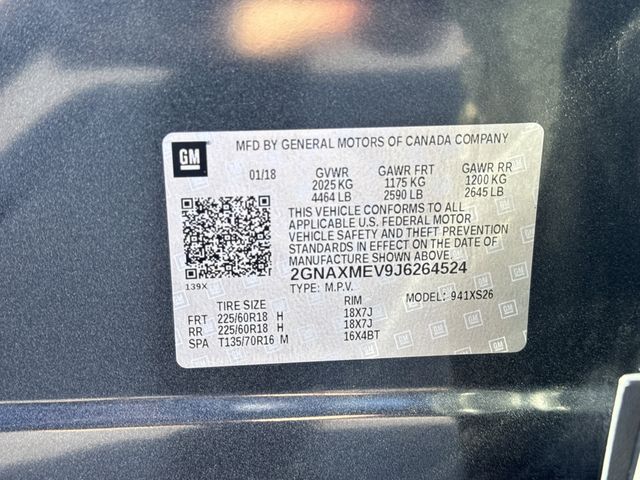 MFD BY GENERAL MOTORS OF CANADA COMPANY
GM
01/18 GVWR GAWR FRT GAWR RR
2025 KG 1175 KG 1200 KG
4464 LB 2590 LB 2645 LB
THIS VEHICLE CONFORMS TO ALL
APPLICABLE U.S. FEDERAL MOTOR
VEHICLE SAFETY AND THEFT PREVENTION
STANDARDS IN EFFECT ON THE DATE OF
MANUFACTURE SHOWN ABOVE.
139X
2GNAXMEV9J6264524
TYPE: M.P.V. MODEL: 941XS26
TIRE SIZE RIM
FRT 225/60R18 H 18X7J
RR 225/60R18 H 18X7J
SPA T135/70R16 M 16X4BT